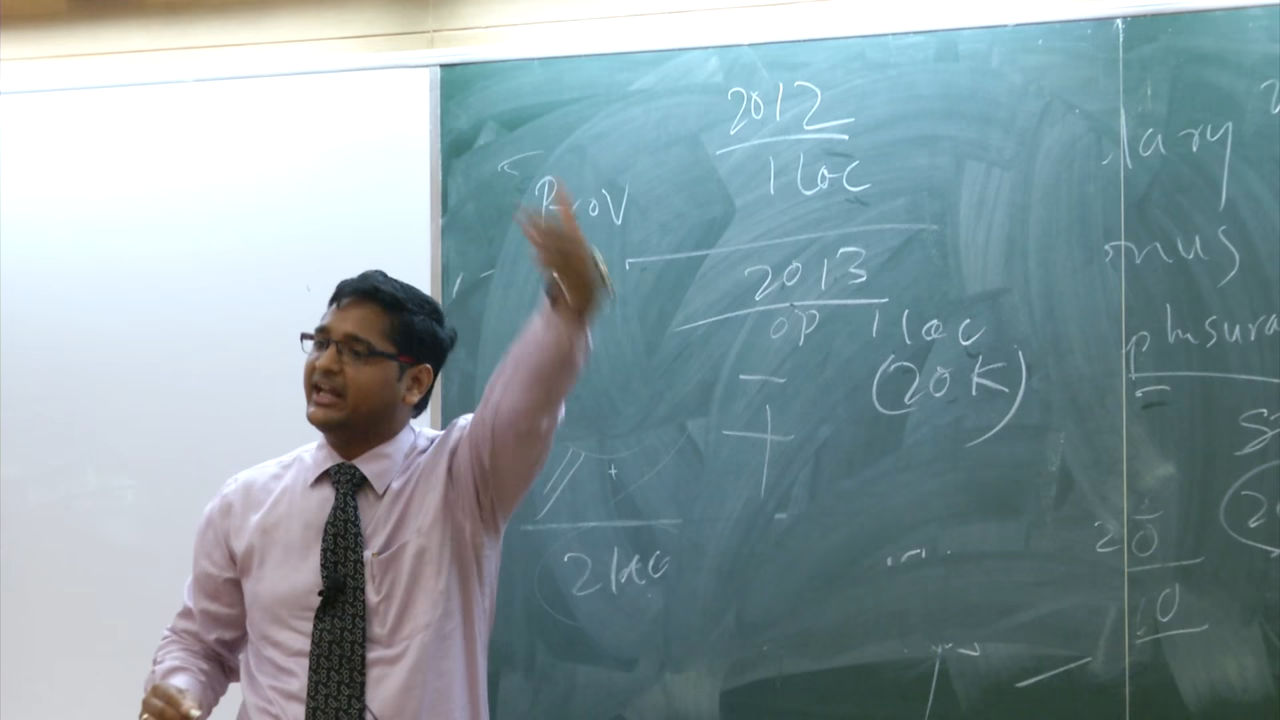 2012
1 lac
Prov
2013
op 1 lac
(20K)
-
+
2 lac
lary
nus
p Insura
20
10